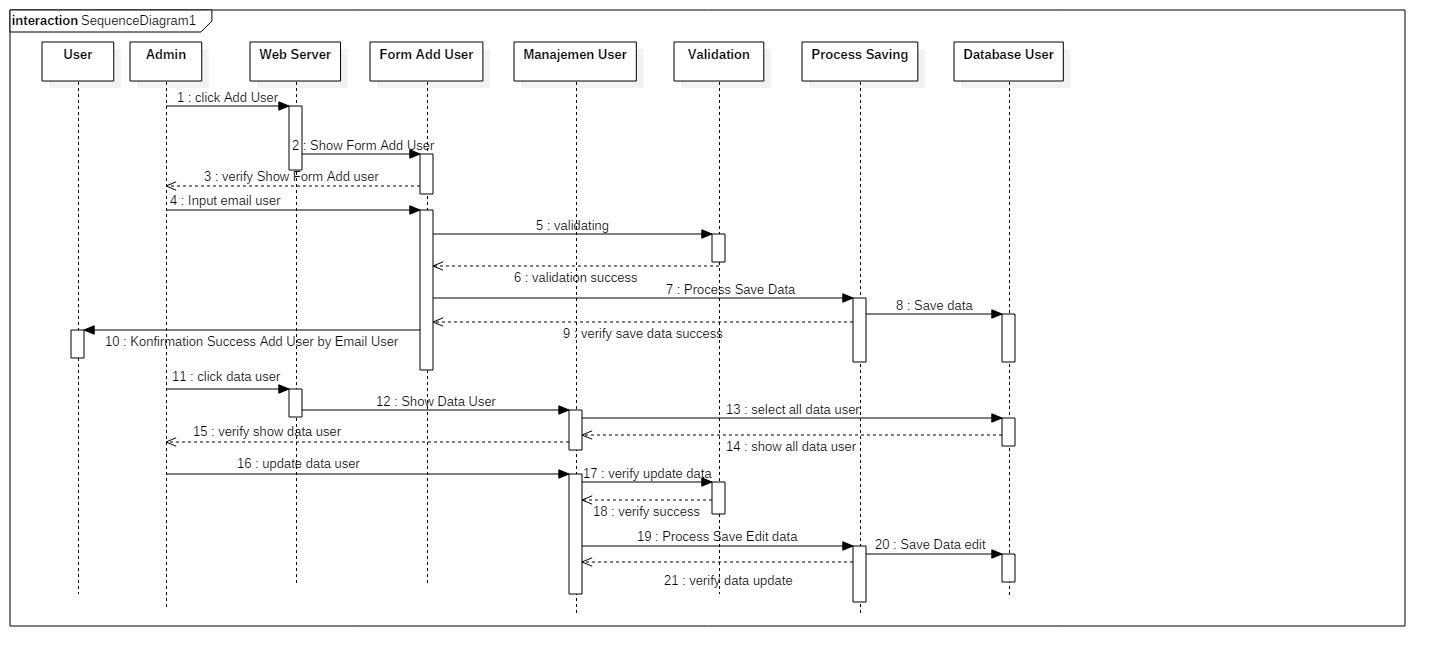 interaction SequenceDiagram1
User
Admin
Web Server
Form Add User
Manajemen User
Validation
Process Saving
Database User
1 : click Add User
2 : Show Form Add User
3 : verify Show Form Add user
4 : Input email user
5 : validating
6 : validation success
7 : Process Save Data
8 : Save data
9 : verify save data success
10 : Konfirmation Success Add User by Email User
11 : click data user
12 : Show Data User
13 : select all data user
14 : show all data user
15 : verify show data user
16 : update data user
17 : verify update data
18 : verify success
19 : Process Save Edit data
20 : Save Data edit
21 : verify data update